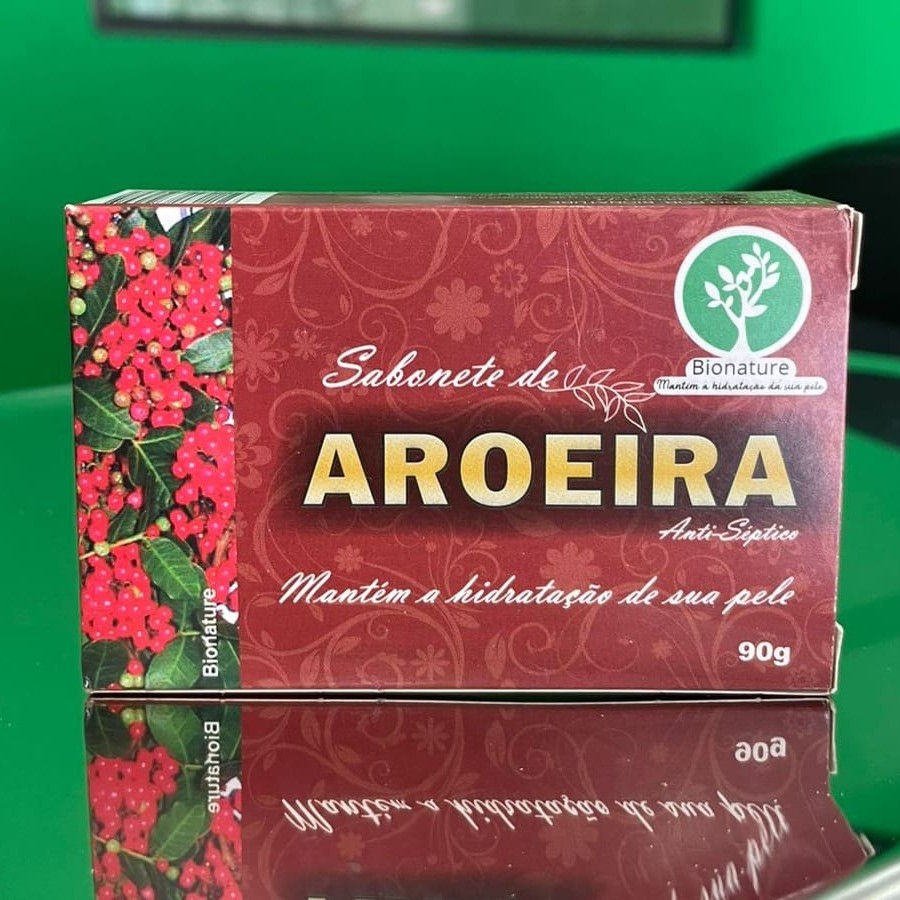 Bionature
Mantém a hidratação da sua pele
Sabonete de
AROEIRA
Anti-Séptico
Mantém a hidratação de sua pele
90g
Bionature